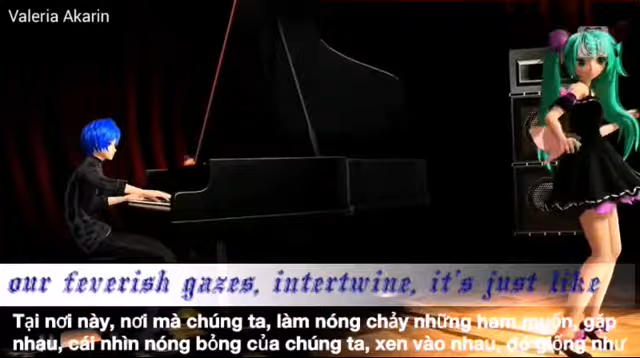 Valeria Akarin
our feverish gazes, intertwine, it's just like
Tại nơi này, nơi mà chúng ta, làm nóng chảy những ham muốn, gặp
nhau, cái nhìn nóng bỏng của chúng ta, xen vào nhau, đó giống như